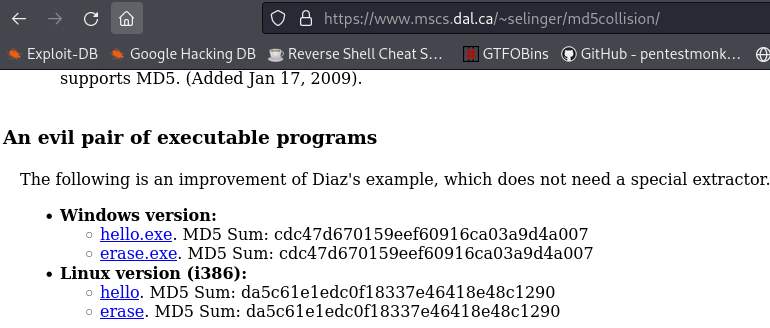 https://www.mscs.dal.ca/~selinger/md5collision/
Exploit-DB Google Hacking DB Reverse Shell Cheat S… GTFOBins GitHub - pentestmonk…
supports MD5. (Added Jan 17, 2009).
An evil pair of executable programs
The following is an improvement of Diaz's example, which does not need a special extractor.
• Windows version:
◦ hello.exe. MD5 Sum: cdc47d670159eef60916ca03a9d4a007
◦ erase.exe. MD5 Sum: cdc47d670159eef60916ca03a9d4a007
• Linux version (i386):
◦ hello. MD5 Sum: da5c61e1edc0f18337e46418e48c1290
◦ erase. MD5 Sum: da5c61e1edc0f18337e46418e48c1290